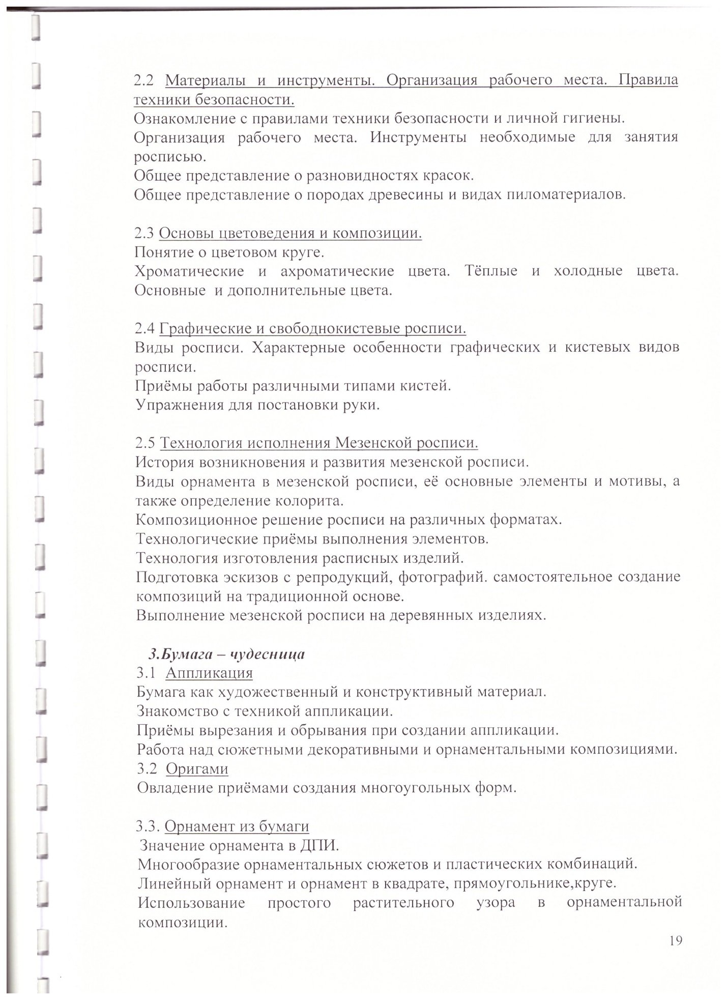 2.2 Материалы и инструменты. Организация рабочего места. Правила
техники безопасности.
Ознакомление с правилами техники безопасности и личной гигиены.
Организация рабочего места. Инструменты необходимые для занятия
росписью.
Общее представление о разновидностях красок.
Общее представление о породах древесины и видах пиломатериалов.
2.3 Основы цветоведения и композиции.
Понятие о цветовом круге.
Хроматические и ахроматические цвета. Тёплые и холодные цвета.
Основные и дополнительные цвета.
2.4 Графические и свободнокистевые росписи.
Виды росписи. Характерные особенности графических и кистевых видов
росписи.
Приёмы работы различными типами кистей.
Упражнения для постановки руки.
2.5 Технология исполнения Мезенской росписи.
История возникновения и развития мезенской росписи.
Виды орнамента в мезенской росписи, её основные элементы и мотивы, а
также определение колорита.
Композиционное решение росписи на различных форматах.
Технологические приёмы выполнения элементов.
Технология изготовления расписных изделий.
Подготовка эскизов с репродукций, фотографий. самостоятельное создание
композиций на традиционной основе.
Выполнение мезенской росписи на деревянных изделиях.
3.Бумага – чудесница
3.1 Аппликация
Бумага как художественный и конструктивный материал.
Знакомство с техникой аппликации.
Приёмы вырезания и обрывания при создании аппликации.
Работа над сюжетными декоративными и орнаментальными композициями.
3.2 Оригами
Овладение приёмами создания многоугольных форм.
3.3. Орнамент из бумаги
Значение орнамента в ДПИ.
Многообразие орнаментальных сюжетов и пластических комбинаций.
Линейный орнамент и орнамент в квадрате, прямоугольнике,круге.
Использование простого растительного узора в орнаментальной
композиции.
19